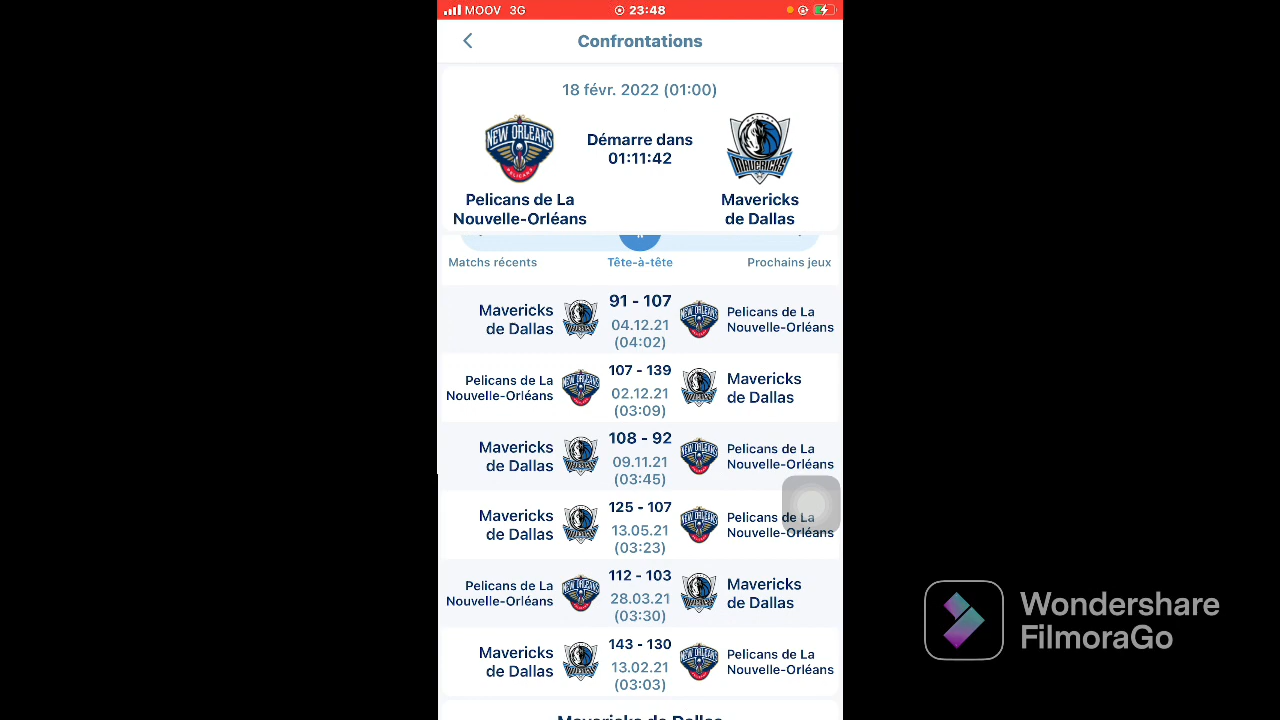 MOOV 3G 23:48
Confrontations
18 févr. 2022 (01:00)
NEW ORLEANS
MAVERICKS
Démarre dans
01:11:42
Pelicans de La
Nouvelle-Orléans
Mavericks
de Dallas
Matchs récents Tête-à-tête Prochains jeux
Mavericks
de Dallas
91 - 107
04.12.21
(04:02)
Pelicans de La
Nouvelle-Orléans
Pelicans de La
Nouvelle-Orléans
107 - 139
02.12.21
(03:09)
Mavericks
de Dallas
Mavericks
de Dallas
108 - 92
09.11.21
(03:45)
Pelicans de La
Nouvelle-Orléans
Mavericks
de Dallas
125 - 107
13.05.21
(03:23)
Pelicans de La
Nouvelle-Orléans
Pelicans de La
Nouvelle-Orléans
112 - 103
28.03.21
(03:30)
Mavericks
de Dallas
Mavericks
de Dallas
143 - 130
13.02.21
(03:03)
Pelicans de La
Nouvelle-Orléans
Mavericks de Dallas
Wondershare
FilmoraGo